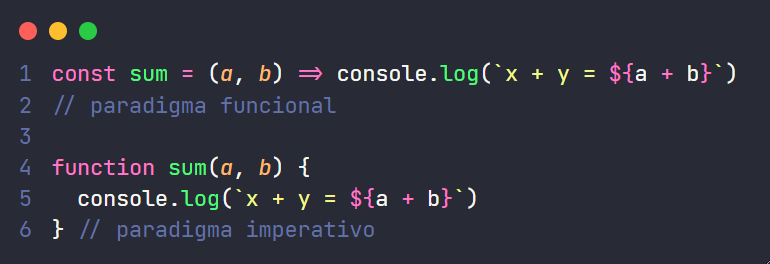 1 const sum = (a, b) => console.log(`x + y = ${a + b}`)
2 // paradigma funcional
3
4 function sum(a, b) {
5   console.log(`x + y = ${a + b}`)
6 } // paradigma imperativo